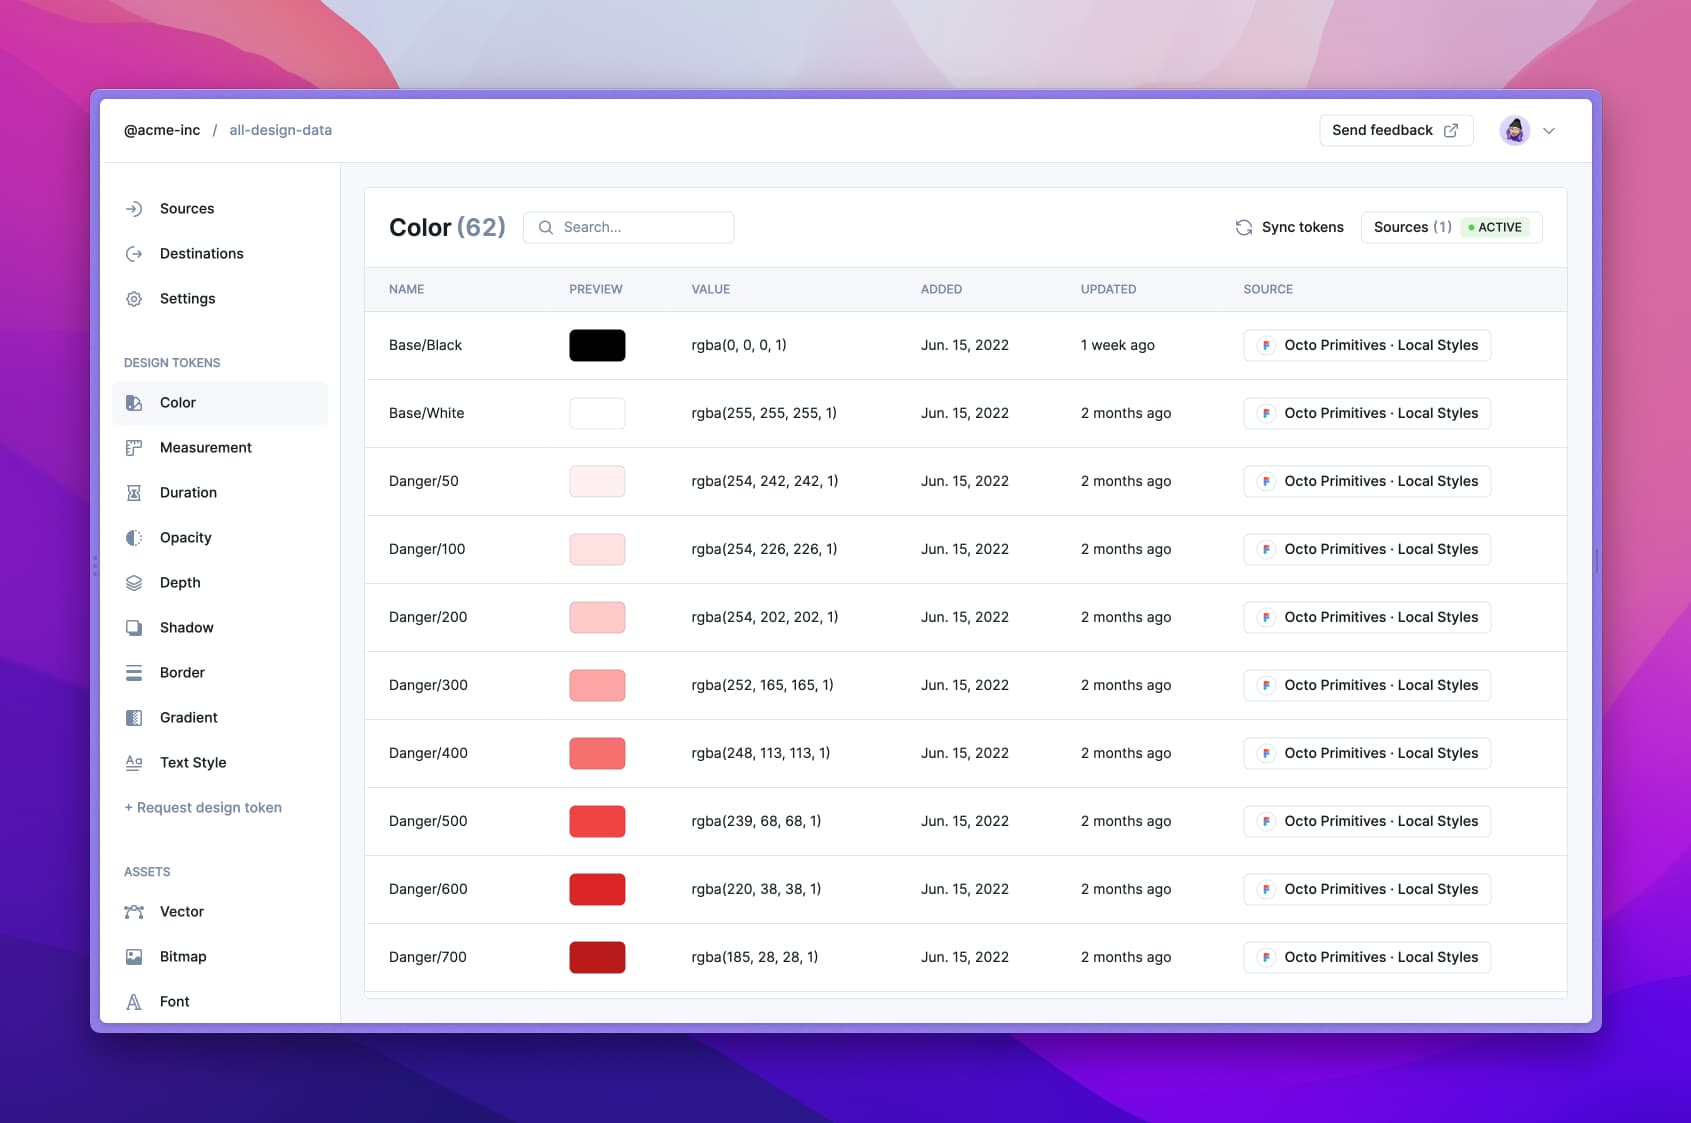 @acme-inc / all-design-data
Send feedback
Sources
Destinations
Settings
DESIGN TOKENS
Color
Measurement
Duration
Opacity
Depth
Shadow
Border
Gradient
Text Style
+ Request design token
ASSETS
Vector
Bitmap
Font
Color (62)
Search...
Sync tokens
Sources (1) ACTIVE
NAME PREVIEW VALUE ADDED UPDATED SOURCE
Base/Black rgba(0, 0, 0, 1) Jun. 15, 2022 1 week ago Octo Primitives · Local Styles
Base/White rgba(255, 255, 255, 1) Jun. 15, 2022 2 months ago Octo Primitives · Local Styles
Danger/50 rgba(254, 242, 242, 1) Jun. 15, 2022 2 months ago Octo Primitives · Local Styles
Danger/100 rgba(254, 226, 226, 1) Jun. 15, 2022 2 months ago Octo Primitives · Local Styles
Danger/200 rgba(254, 202, 202, 1) Jun. 15, 2022 2 months ago Octo Primitives · Local Styles
Danger/300 rgba(252, 165, 165, 1) Jun. 15, 2022 2 months ago Octo Primitives · Local Styles
Danger/400 rgba(248, 113, 113, 1) Jun. 15, 2022 2 months ago Octo Primitives · Local Styles
Danger/500 rgba(239, 68, 68, 1) Jun. 15, 2022 2 months ago Octo Primitives · Local Styles
Danger/600 rgba(220, 38, 38, 1) Jun. 15, 2022 2 months ago Octo Primitives · Local Styles
Danger/700 rgba(185, 28, 28, 1) Jun. 15, 2022 2 months ago Octo Primitives · Local Styles